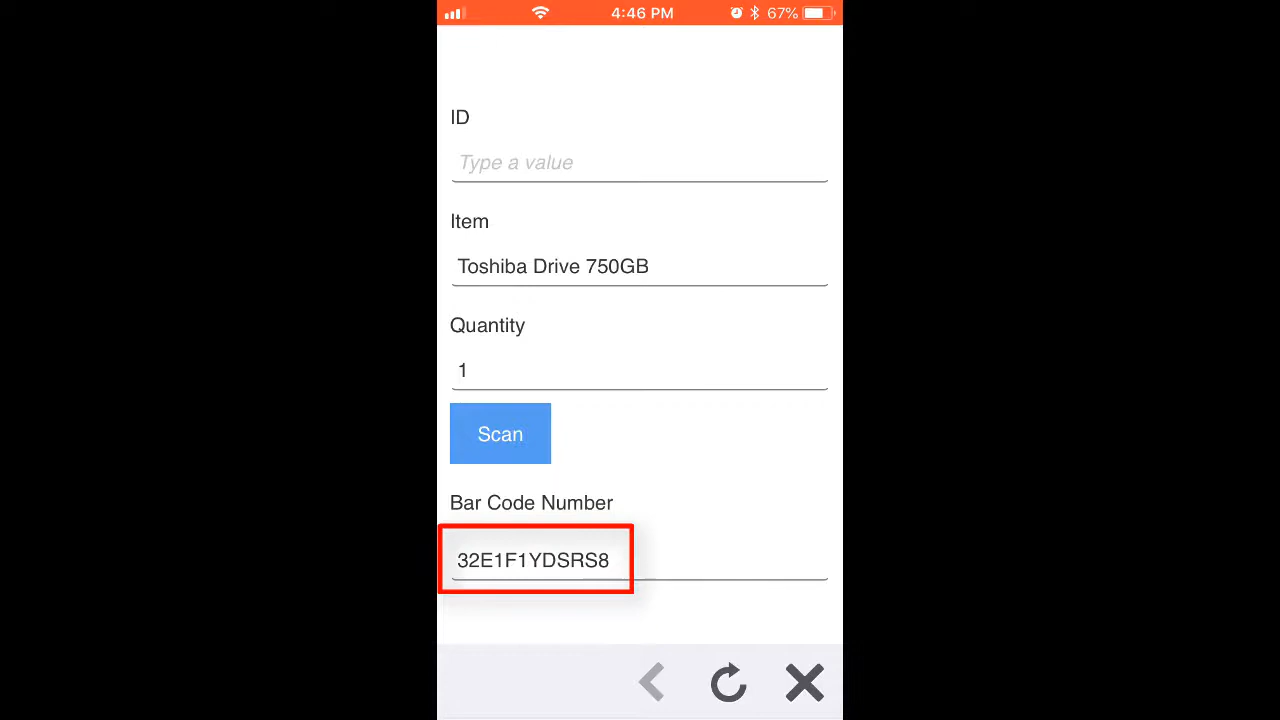 4:46 PM 67%
ID
Type a value
Item
Toshiba Drive 750GB
Quantity
1
Scan
Bar Code Number
32E1F1YDSRS8